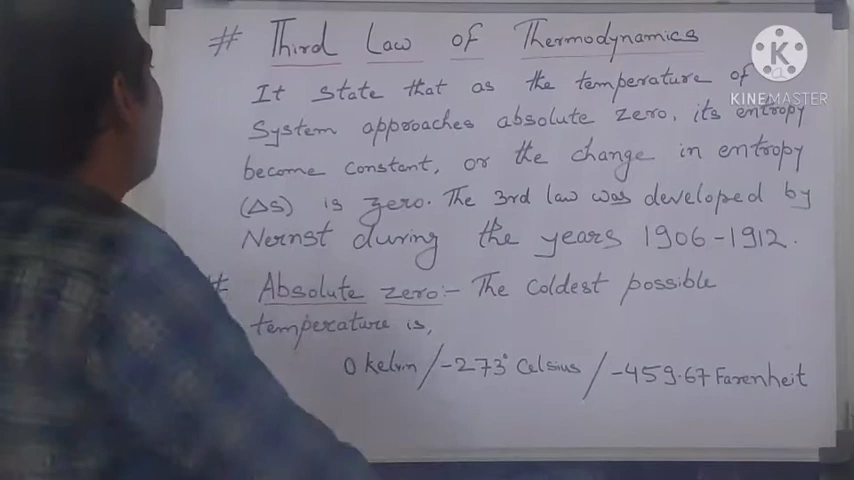 # Third Law of Thermodynamics
It state that as the temperature of a
System approaches absolute zero, its entropy
become constant, or the change in entropy
(ΔS) is zero. The 3rd law was developed by
Nernst during the years 1906-1912.
# Absolute zero:- The coldest possible
temperature is,
0 kelvin / -273° Celsius / -459.67 Farenheit
KINEMASTER